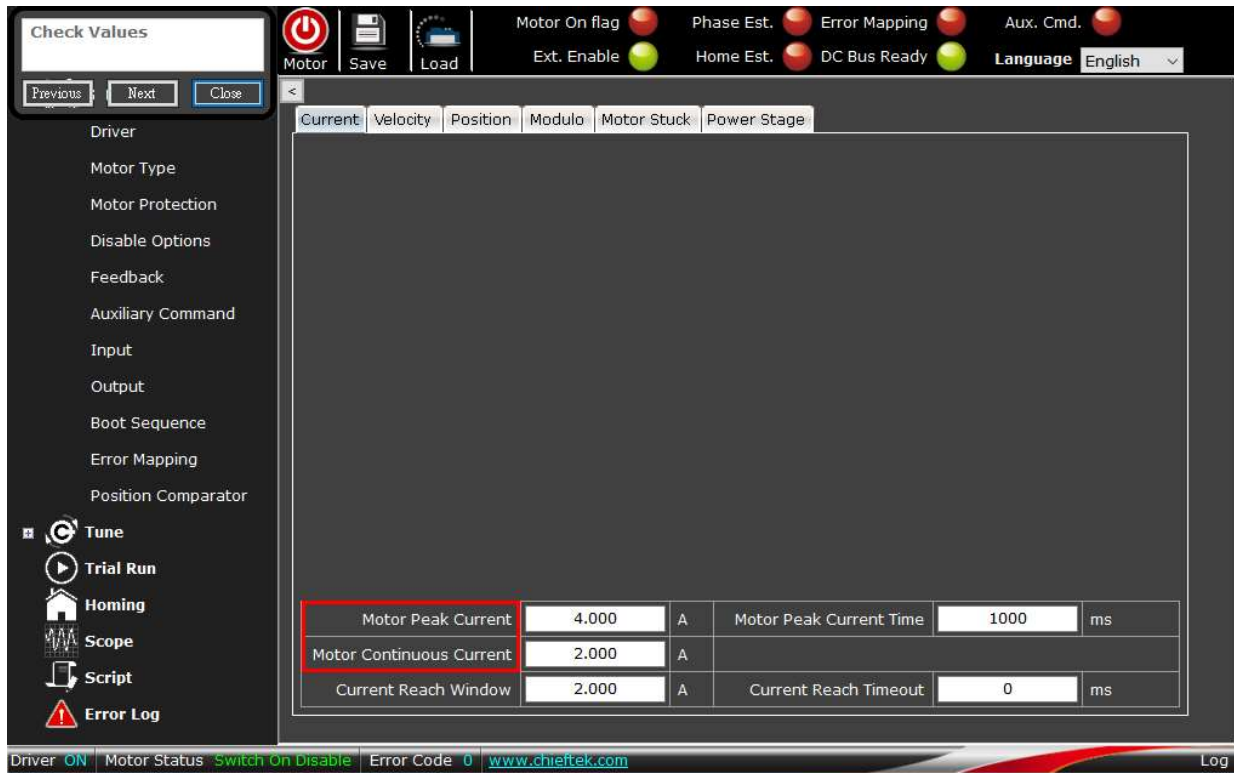 Check Values
Previous Next Close
Motor Save Load
Motor On flag Phase Est. Error Mapping Aux. Cmd.
Ext. Enable Home Est. DC Bus Ready Language English
<
Current Velocity Position Modulo Motor Stuck Power Stage
Driver
Motor Type
Motor Protection
Disable Options
Feedback
Auxiliary Command
Input
Output
Boot Sequence
Error Mapping
Position Comparator
Tune
Trial Run
Homing
Scope
Script
Error Log
Motor Peak Current 4.000 A Motor Peak Current Time 1000 ms
Motor Continuous Current 2.000 A
Current Reach Window 2.000 A Current Reach Timeout 0 ms
Driver ON Motor Status Switch On Disable Error Code 0 www.chieftek.com Log